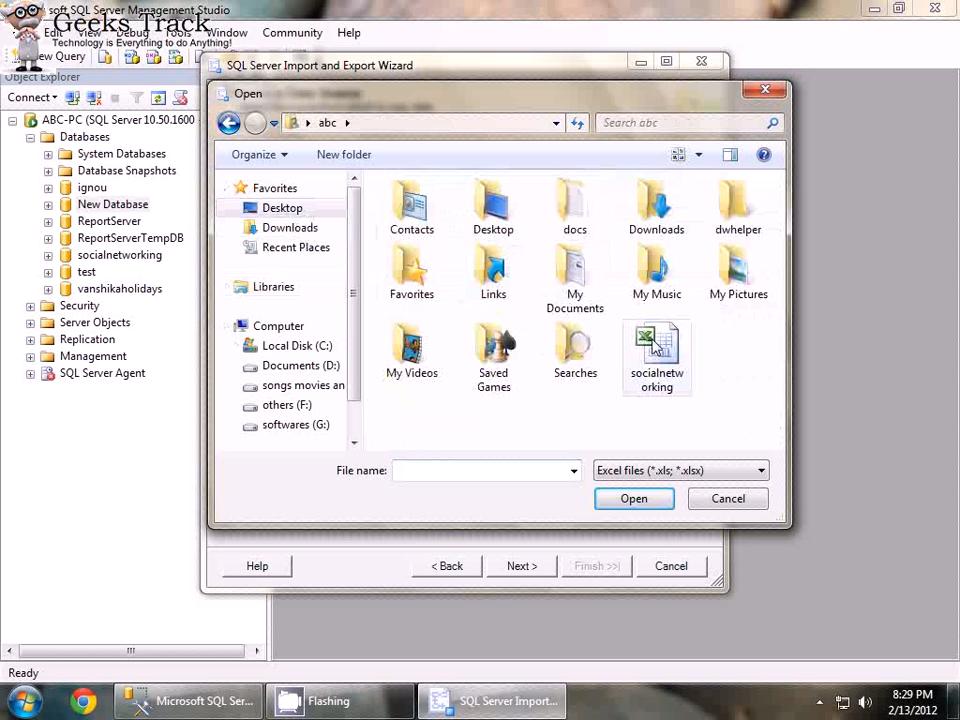 soft SQL Server Management Studio
Geeks Track
Technology is Everything to do Anything!
Edit View Debug Tools Window Community Help
New Query
Object Explorer
Connect
ABC-PC (SQL Server 10.50.1600
Databases
System Databases
Database Snapshots
ignou
New Database
ReportServer
ReportServerTempDB
socialnetworking
test
vanshikaholidays
Security
Server Objects
Replication
Management
SQL Server Agent
SQL Server Import and Export Wizard
Open
abc
Search abc
Organize New folder
Favorites
Desktop
Downloads
Recent Places
Libraries
Computer
Local Disk (C:)
Documents (D:)
songs movies an
others (F:)
softwares (G:)
Contacts Desktop docs Downloads dwhelper
Favorites Links My Documents My Music My Pictures
My Videos Saved Games Searches socialnetworking
File name: Excel files (*.xls; *.xlsx)
Open Cancel
Help < Back Next > Finish >>| Cancel
Ready
Microsoft SQL Ser... Flashing SQL Server Import... 8:29 PM
2/13/2012